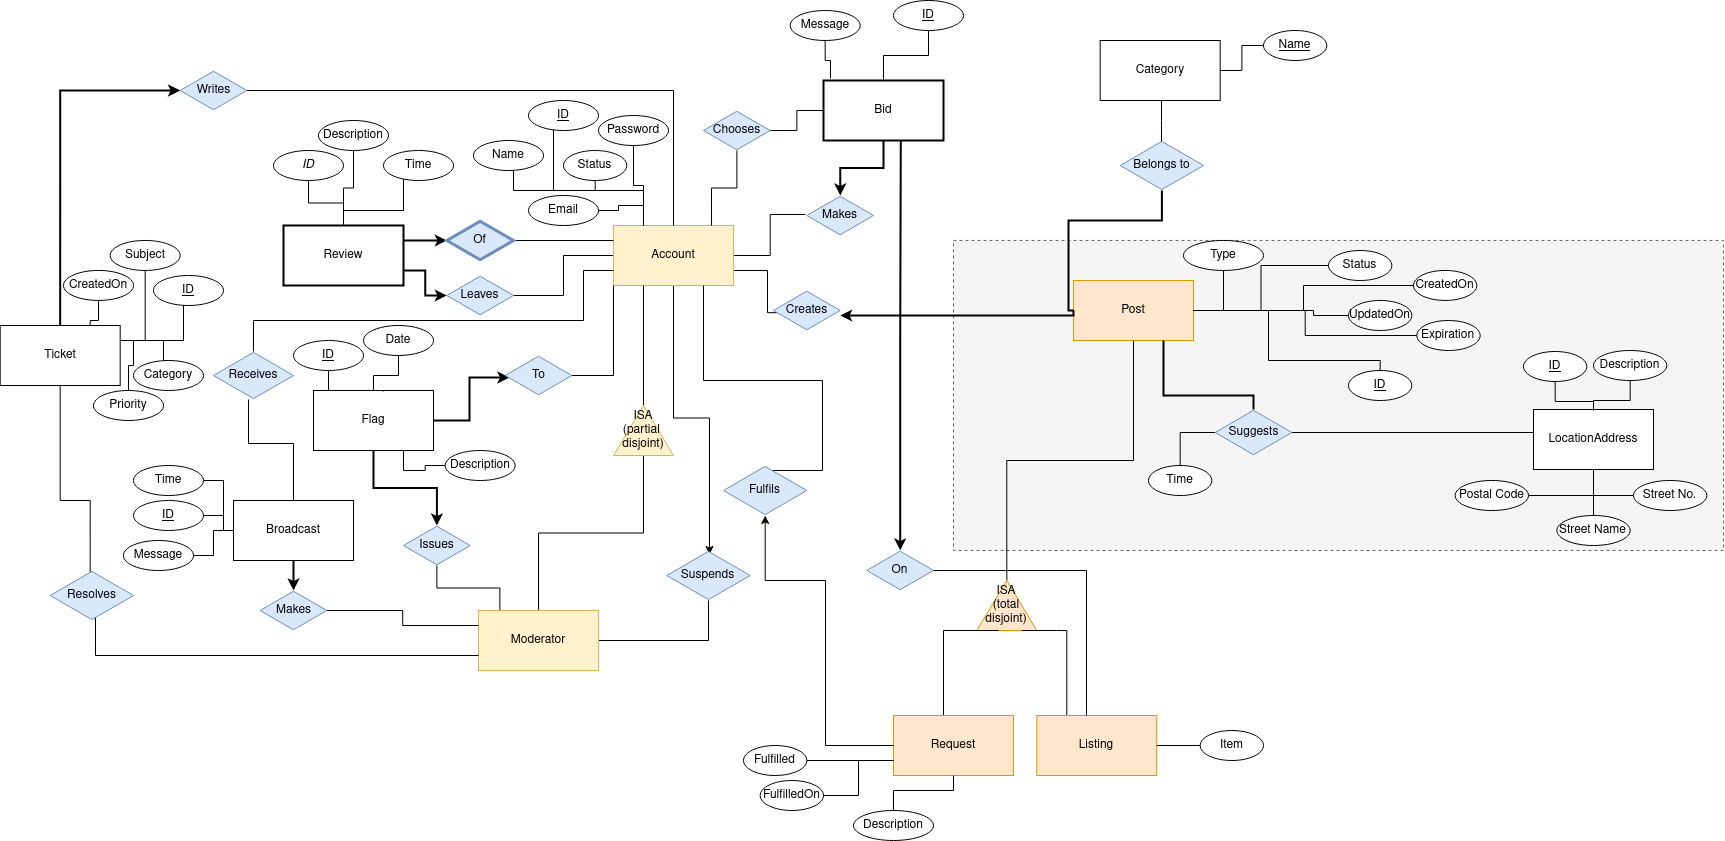 Message
ID
Name
Category
Writes
Bid
Chooses
ID
Password
Description
ID
Time
Name
Status
Belongs to
Email
Makes
Of
Review
Account
Subject
Type
Status
CreatedOn
ID
Leaves
Creates
Post
CreatedOn
UpdatedOn
Expiration
Ticket
ID
Date
Receives
To
Category
Priority
ID
Description
ID
Flag
ISA
(partial
disjoint)
Suggests
LocationAddress
Description
Time
ID
Message
Broadcast
Fulfils
Time
Postal Code
Street No.
Street Name
Issues
Suspends
On
Resolves
Makes
ISA
(total
disjoint)
Moderator
Request
Listing
Item
Fulfilled
FulfilledOn
Description